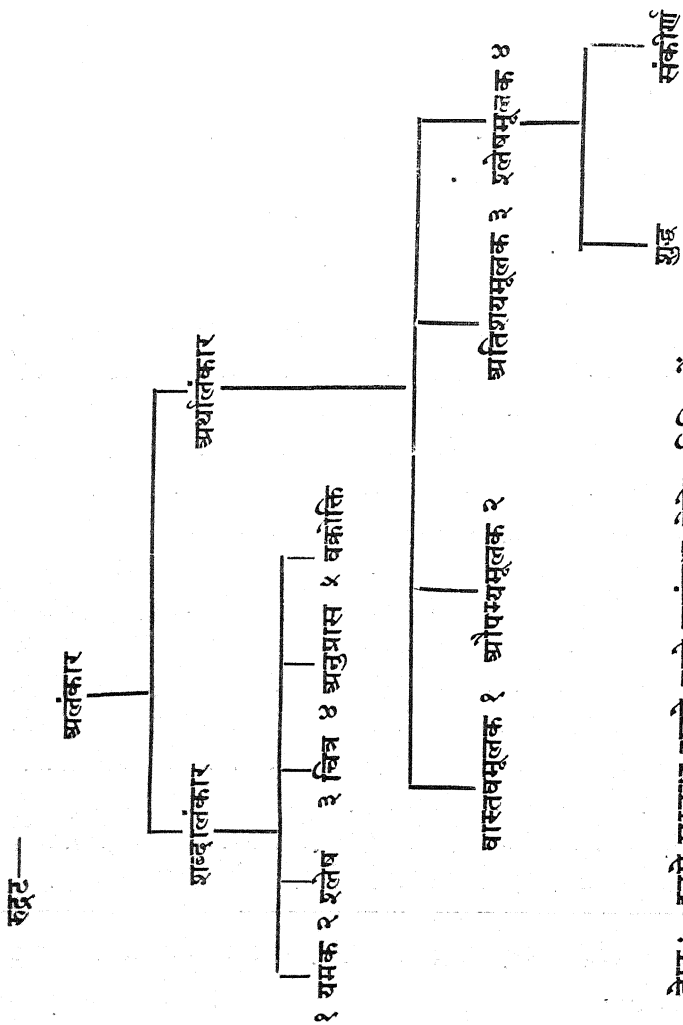 रुद्रट—
अलंकार
शब्दालंकार अर्थालंकार
१ यमक २ श्लेष ३ चित्र ४ अनुप्रास ५ वक्रोक्ति
वास्तवमूलक १ औपम्यमूलक २ अतिशयमूलक ३ श्लेषमूलक ४
शुद्ध संकीर्ण